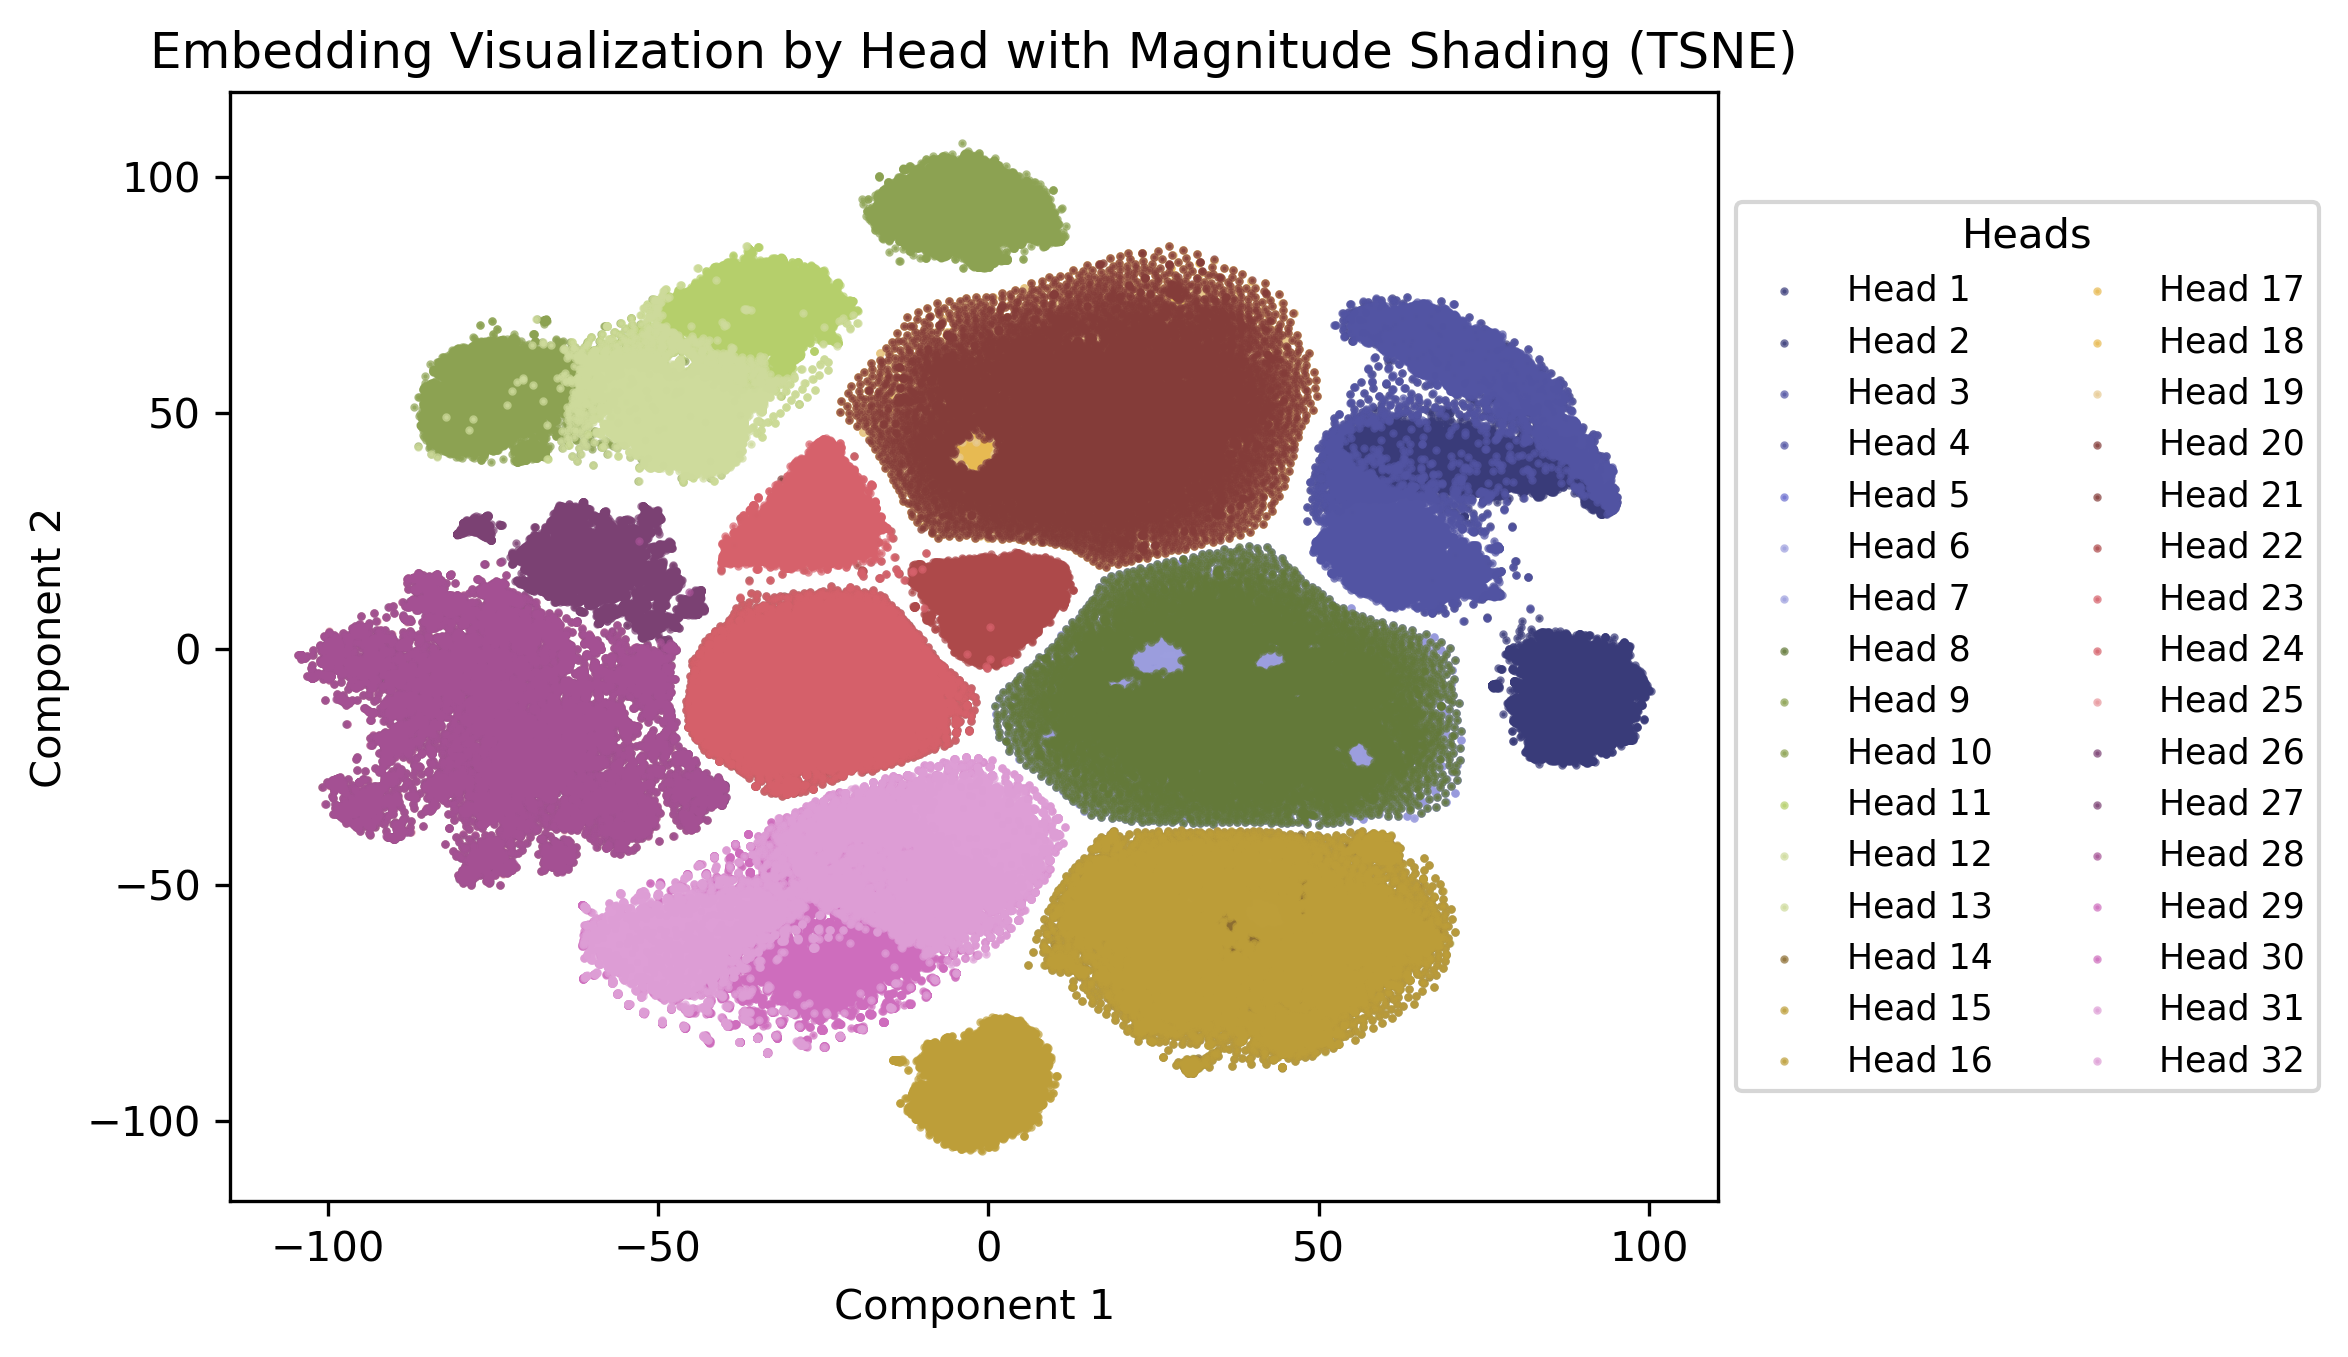 Embedding Visualization by Head with Magnitude Shading (TSNE)
100
50
0
−50
−100
Component 2
−100
−50
0
50
100
Component 1
Heads
Head 1
Head 2
Head 3
Head 4
Head 5
Head 6
Head 7
Head 8
Head 9
Head 10
Head 11
Head 12
Head 13
Head 14
Head 15
Head 16
Head 17
Head 18
Head 19
Head 20
Head 21
Head 22
Head 23
Head 24
Head 25
Head 26
Head 27
Head 28
Head 29
Head 30
Head 31
Head 32